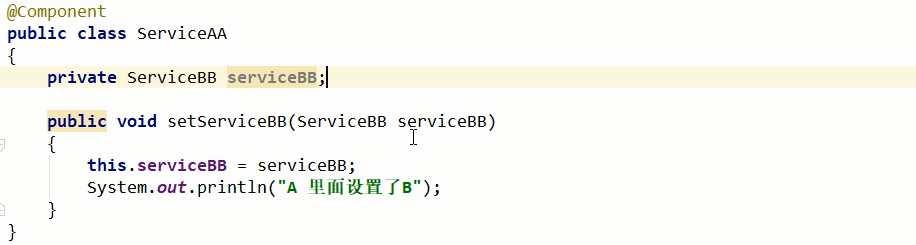 @Component
public class ServiceAA
{
    private ServiceBB serviceBB;
    public void setServiceBB(ServiceBB serviceBB)
    {
        this.serviceBB = serviceBB;
        System.out.println("A 里面设置了B");
    }
}